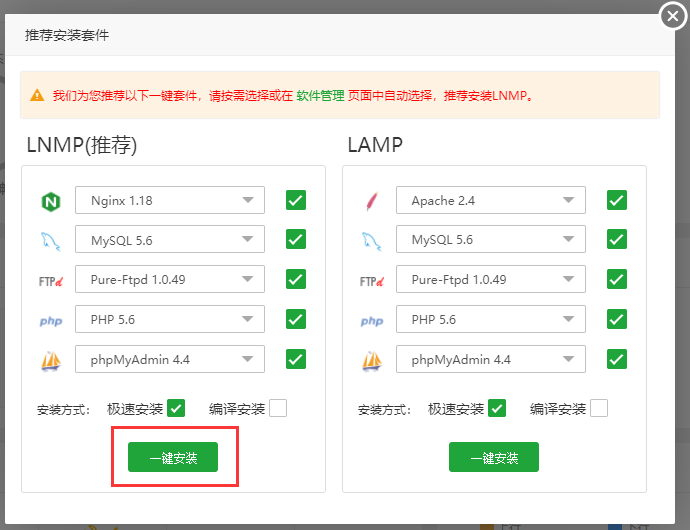 推荐安装套件
我们为您推荐以下一键套件，请按需选择或在 软件管理 页面中自动选择，推荐安装LNMP。
LNMP(推荐)
Nginx 1.18
MySQL 5.6
FTPd Pure-Ftpd 1.0.49
php PHP 5.6
phpMyAdmin 4.4
安装方式： 极速安装 编译安装
一键安装
LAMP
Apache 2.4
MySQL 5.6
FTPd Pure-Ftpd 1.0.49
php PHP 5.6
phpMyAdmin 4.4
安装方式： 极速安装 编译安装
一键安装